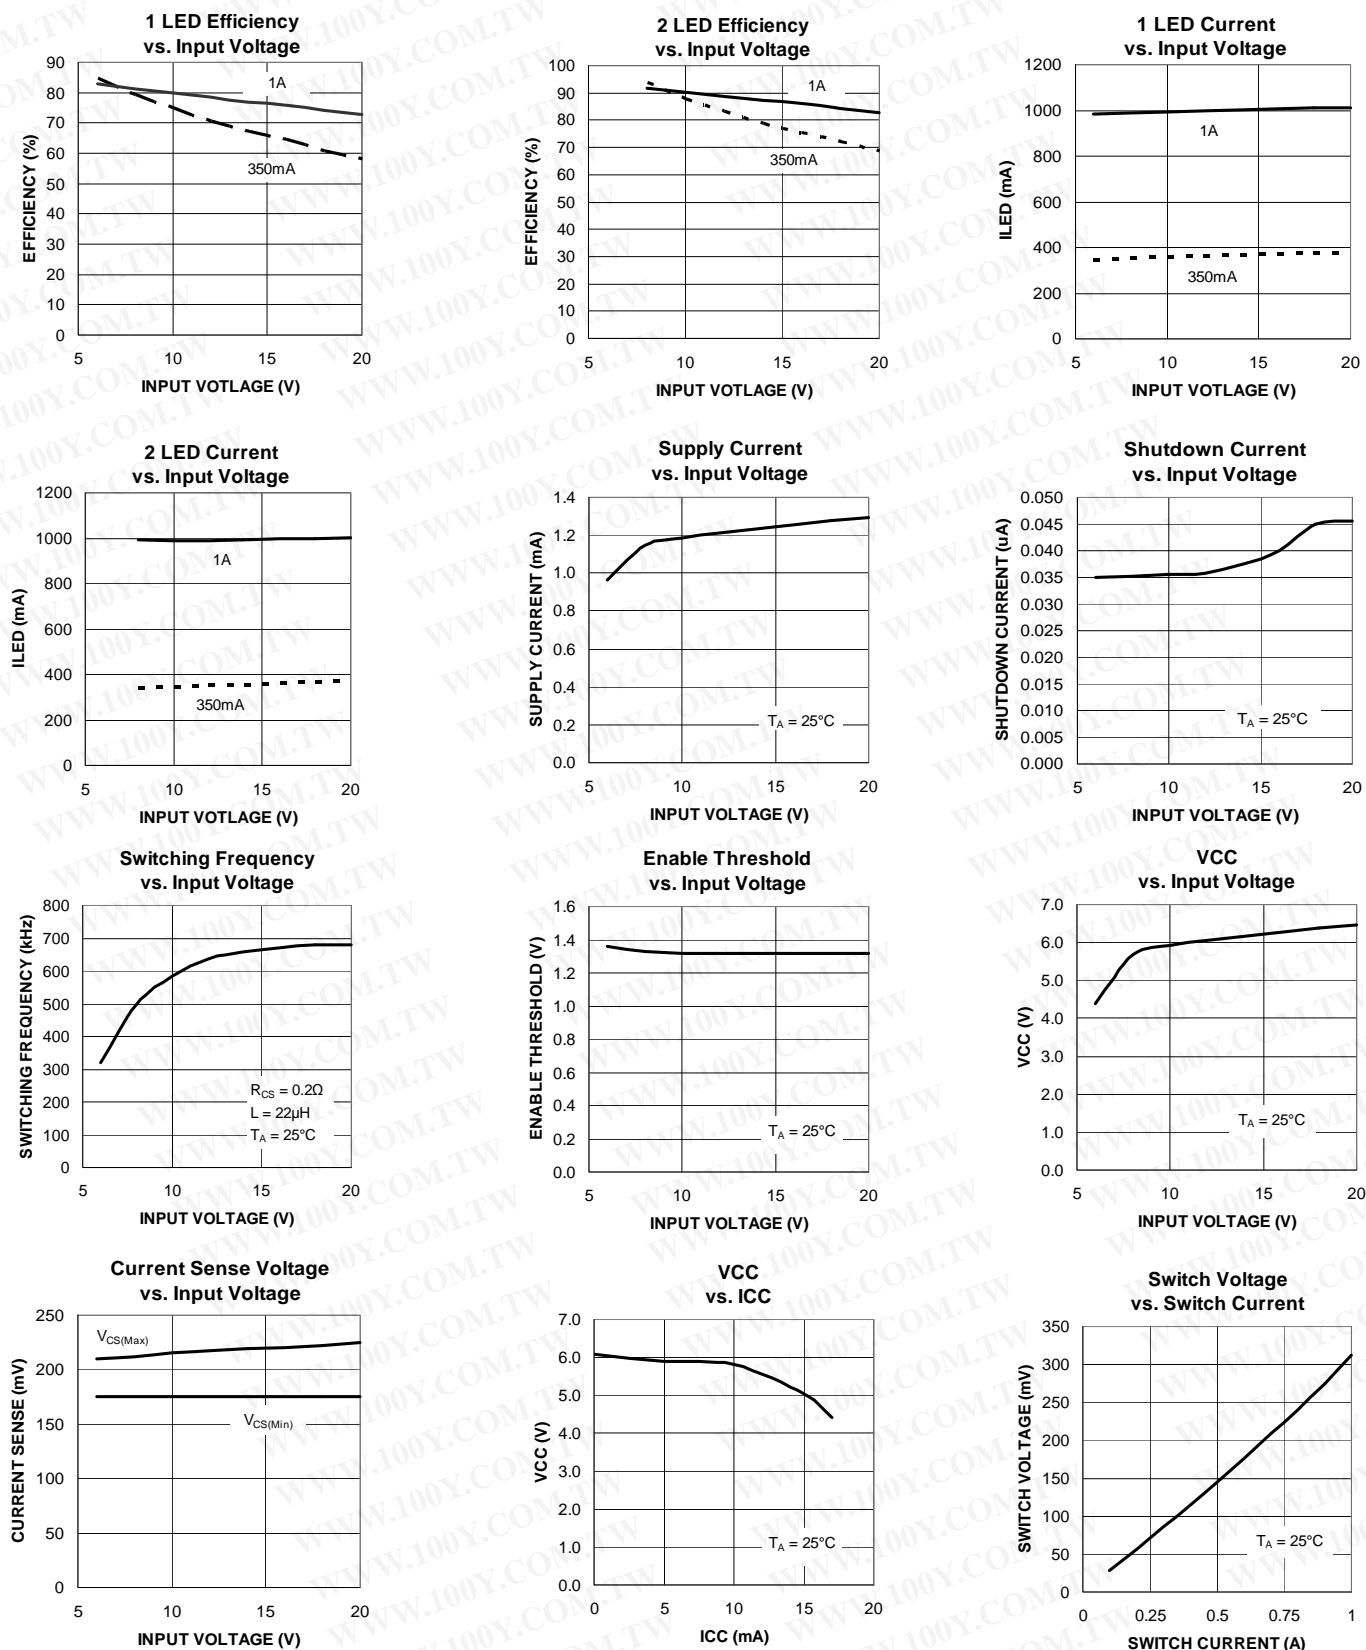 1 LED Efficiency
vs. Input Voltage
90
80
70
60
50
40
30
20
10
0
EFFICIENCY (%)
1A
350mA
5
10
15
20
INPUT VOTLAGE (V)
2 LED Efficiency
vs. Input Voltage
100
90
80
70
60
50
40
30
20
10
0
EFFICIENCY (%)
1A
350mA
5
10
15
20
INPUT VOTLAGE (V)
1 LED Current
vs. Input Voltage
1200
1000
800
600
400
200
0
ILED (mA)
1A
350mA
5
10
15
20
INPUT VOTLAGE (V)
2 LED Current
vs. Input Voltage
1200
1000
800
600
400
200
0
ILED (mA)
1A
350mA
5
10
15
20
INPUT VOTLAGE (V)
Supply Current
vs. Input Voltage
1.4
1.2
1.0
0.8
0.6
0.4
0.2
0.0
SUPPLY CURRENT (mA)
TA = 25°C
5
10
15
20
INPUT VOLTAGE (V)
Shutdown Current
vs. Input Voltage
0.050
0.045
0.040
0.035
0.030
0.025
0.020
0.015
0.010
0.005
0.000
SHUTDOWN CURRENT (uA)
TA = 25°C
5
10
15
20
INPUT VOLTAGE (V)
Switching Frequency
vs. Input Voltage
800
700
600
500
400
300
200
100
0
SWITCHING FREQUENCY (kHz)
RCS = 0.2Ω
L = 22µH
TA = 25°C
5
10
15
20
INPUT VOLTAGE (V)
Enable Threshold
vs. Input Voltage
1.6
1.4
1.2
1.0
0.8
0.6
0.4
0.2
0.0
ENABLE THRESHOLD (V)
TA = 25°C
5
10
15
20
INPUT VOLTAGE (V)
VCC
vs. Input Voltage
7.0
6.0
5.0
4.0
3.0
2.0
1.0
0.0
VCC (V)
TA = 25°C
5
10
15
20
INPUT VOLTAGE (V)
Current Sense Voltage
vs. Input Voltage
250
200
150
100
50
0
CURRENT SENSE (mV)
VCS(Max)
VCS(Min)
5
10
15
20
INPUT VOLTAGE (V)
VCC
vs. ICC
7.0
6.0
5.0
4.0
3.0
2.0
1.0
0.0
VCC (V)
TA = 25°C
0
5
10
15
20
ICC (mA)
Switch Voltage
vs. Switch Current
350
300
250
200
150
100
50
0
SWITCH VOLTAGE (mV)
TA = 25°C
0
0.25
0.5
0.75
1
SWITCH CURRENT (A)
WWW.100Y.COM.TW